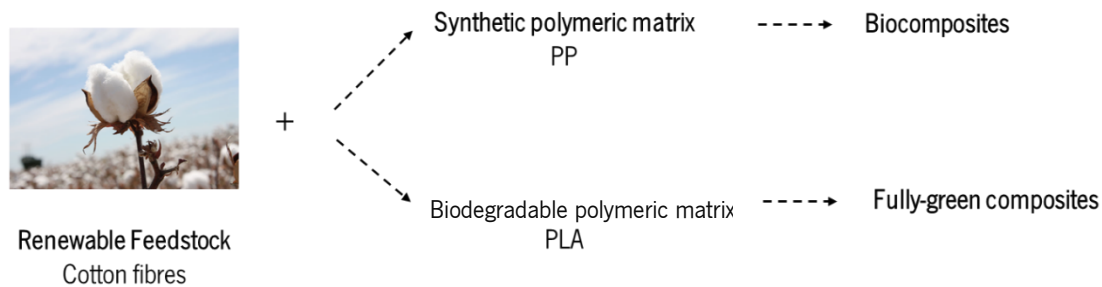 Synthetic polymeric matrix
PP
Biocomposites
+
Biodegradable polymeric matrix
PLA
Fully-green composites
Renewable Feedstock
Cotton fibres